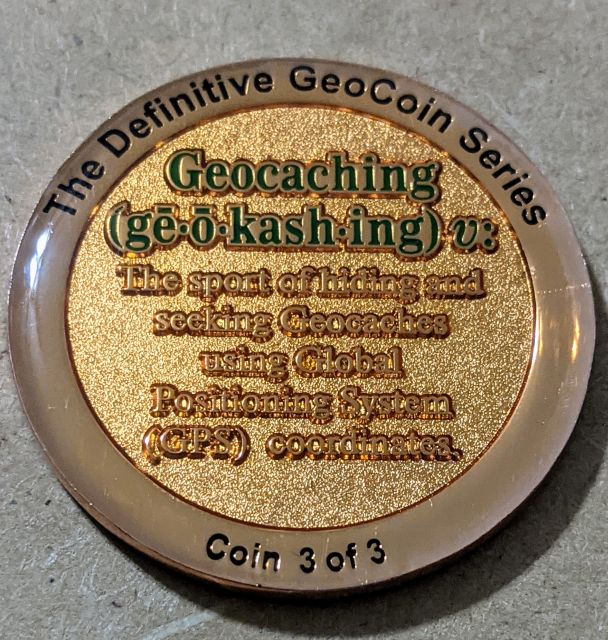 The Definitive GeoCoin Series
Geocaching
(gē·ō·kash·ing) v:
The sport of hiding and
seeking Geocaches
using Global
Positioning System
(GPS) coordinates.
Coin 3 of 3